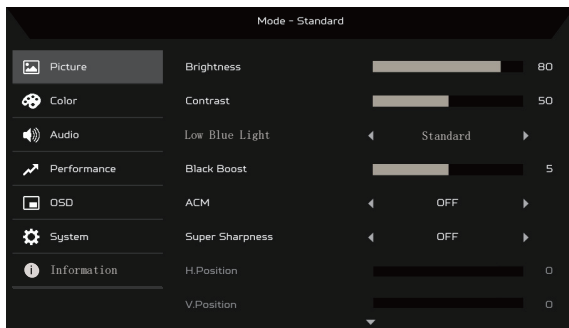 Mode - Standard
Picture
Brightness 80
Color
Contrast 50
Audio
Low Blue Light Standard
Performance
Black Boost 5
OSD
ACM OFF
System
Super Sharpness OFF
Information
H.Position 0
V.Position 0